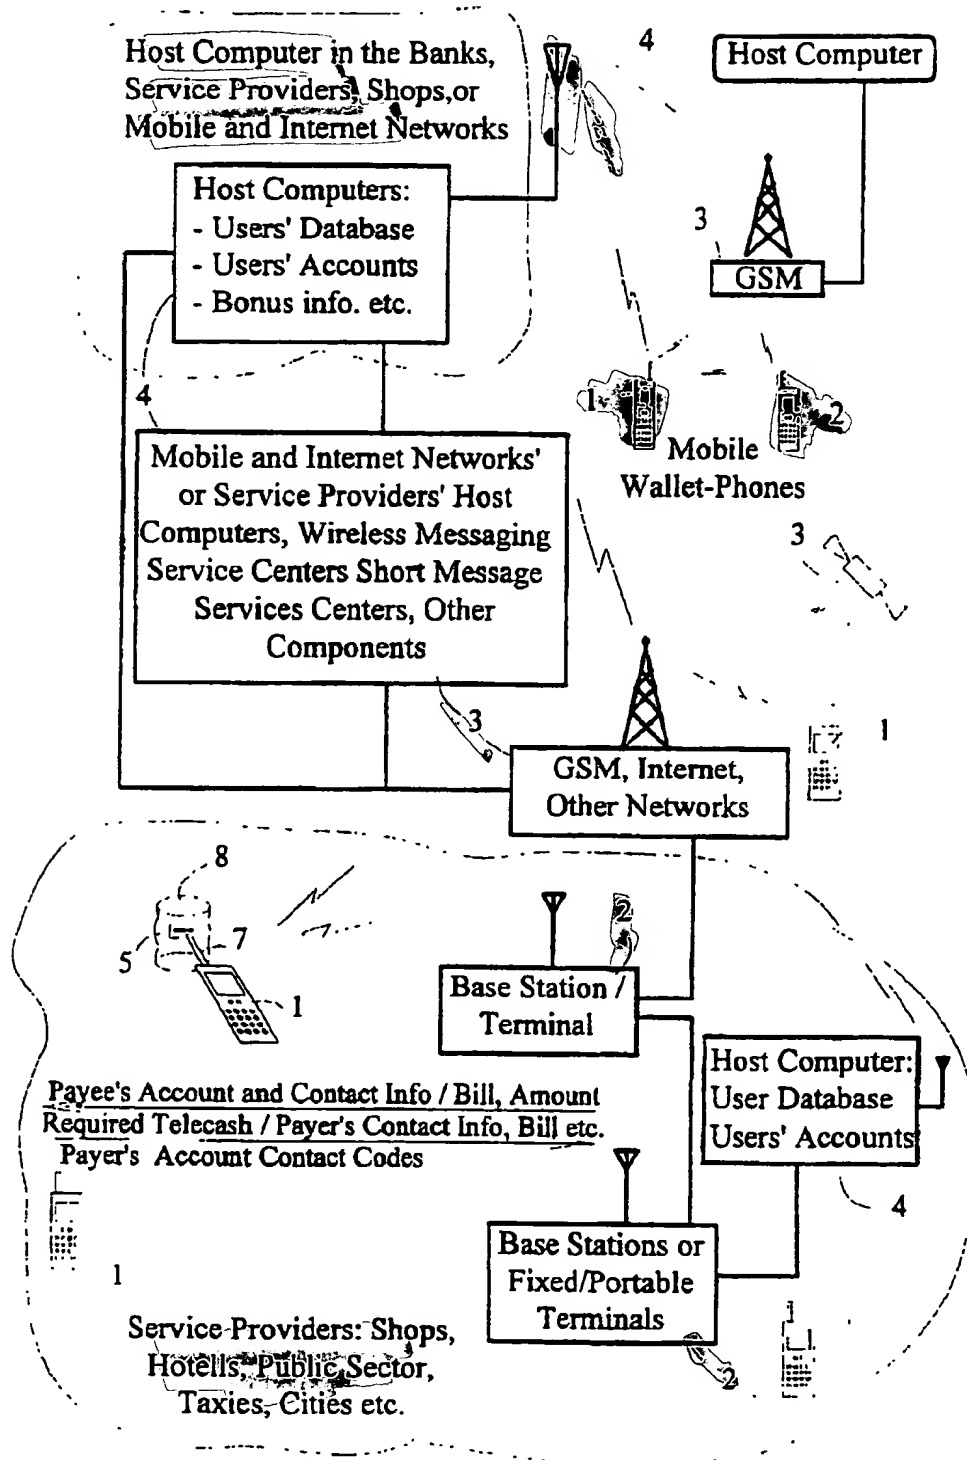 Host Computer in the Banks,
Service Providers, Shops,or
Mobile and Internet Networks
4
Host Computer
Host Computers:
- Users' Database
- Users' Accounts
- Bonus info. etc.
3
GSM
4
1
2
Mobile
Wallet-Phones
Mobile and Internet Networks'
or Service Providers' Host
Computers, Wireless Messaging
Service Centers Short Message
Services Centers, Other
Components
3
3
1
GSM, Internet,
Other Networks
8
5
7
1
2
Base Station /
Terminal
Host Computer:
User Database
Users' Accounts
4
Payee's Account and Contact Info / Bill, Amount
Required Telecash / Payer's Contact Info, Bill etc.
Payer's Account Contact Codes
1
Base Stations or
Fixed/Portable
Terminals
1
2
Service Providers: Shops,
Hotells, Public Sector,
Taxies, Cities etc.